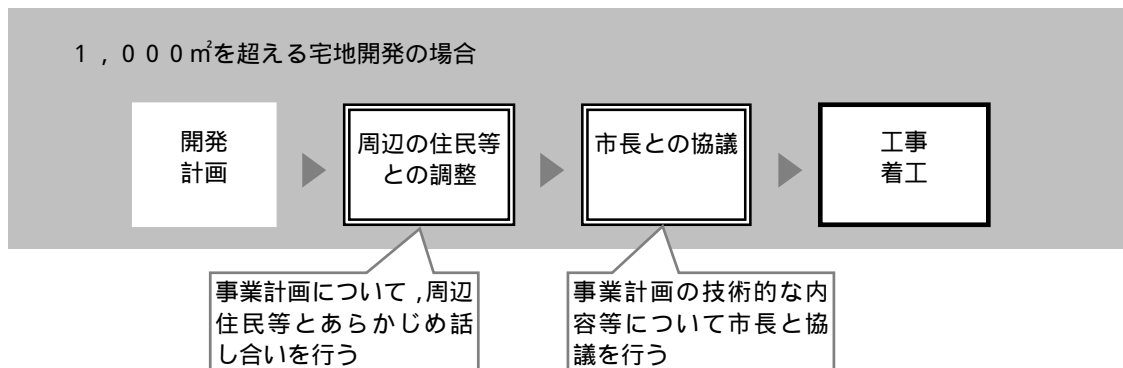 １,０００㎡を超える宅地開発の場合
開発
計画
周辺の住民等
との調整
市長との協議
工事
着工
事業計画について,周辺
住民等とあらかじめ話
し合いを行う
事業計画の技術的な内
容等について市長と協
議を行う